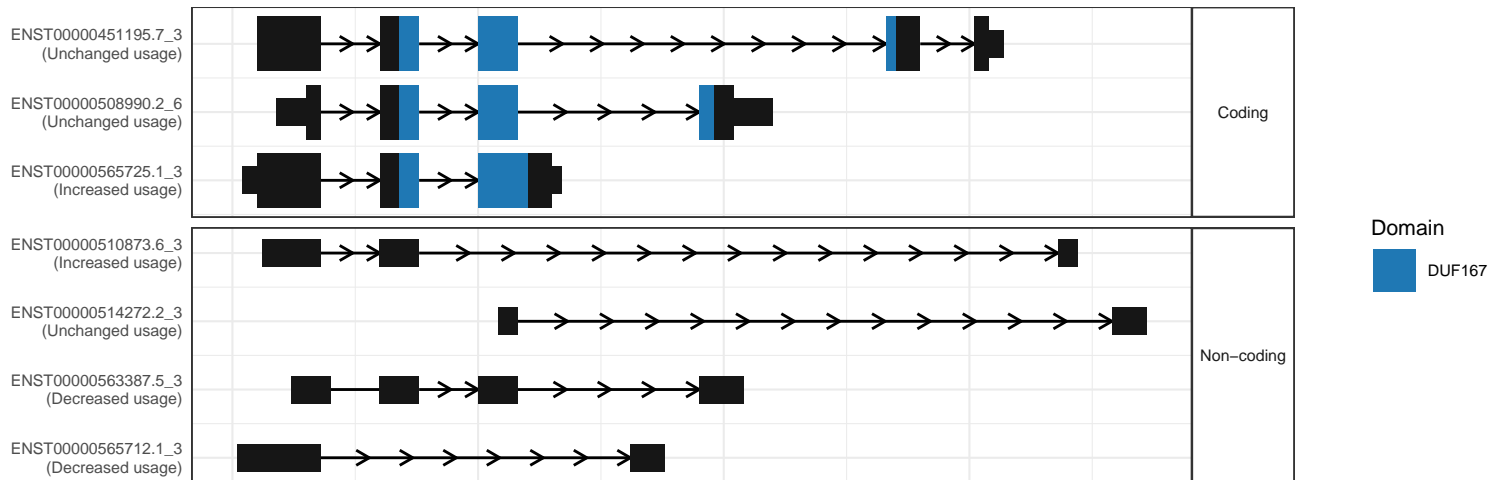 ENST00000451195.7_3
(Unchanged usage)
ENST00000508990.2_6
(Unchanged usage)
ENST00000565725.1_3
(Increased usage)
Coding
ENST00000510873.6_3
(Increased usage)
ENST00000514272.2_3
(Unchanged usage)
ENST00000563387.5_3
(Decreased usage)
ENST00000565712.1_3
(Decreased usage)
Non−coding
Domain
DUF167